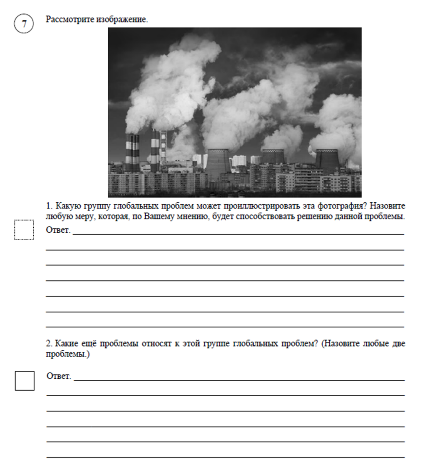 7
Рассмотрите изображение.
1. Какую группу глобальных проблем может проиллюстрировать эта фотография? Назовите
любую меру, которая, по Вашему мнению, будет способствовать решению данной проблемы.
Ответ.
2. Какие ещё проблемы относят к этой группе глобальных проблем? (Назовите любые две
проблемы.)
Ответ.